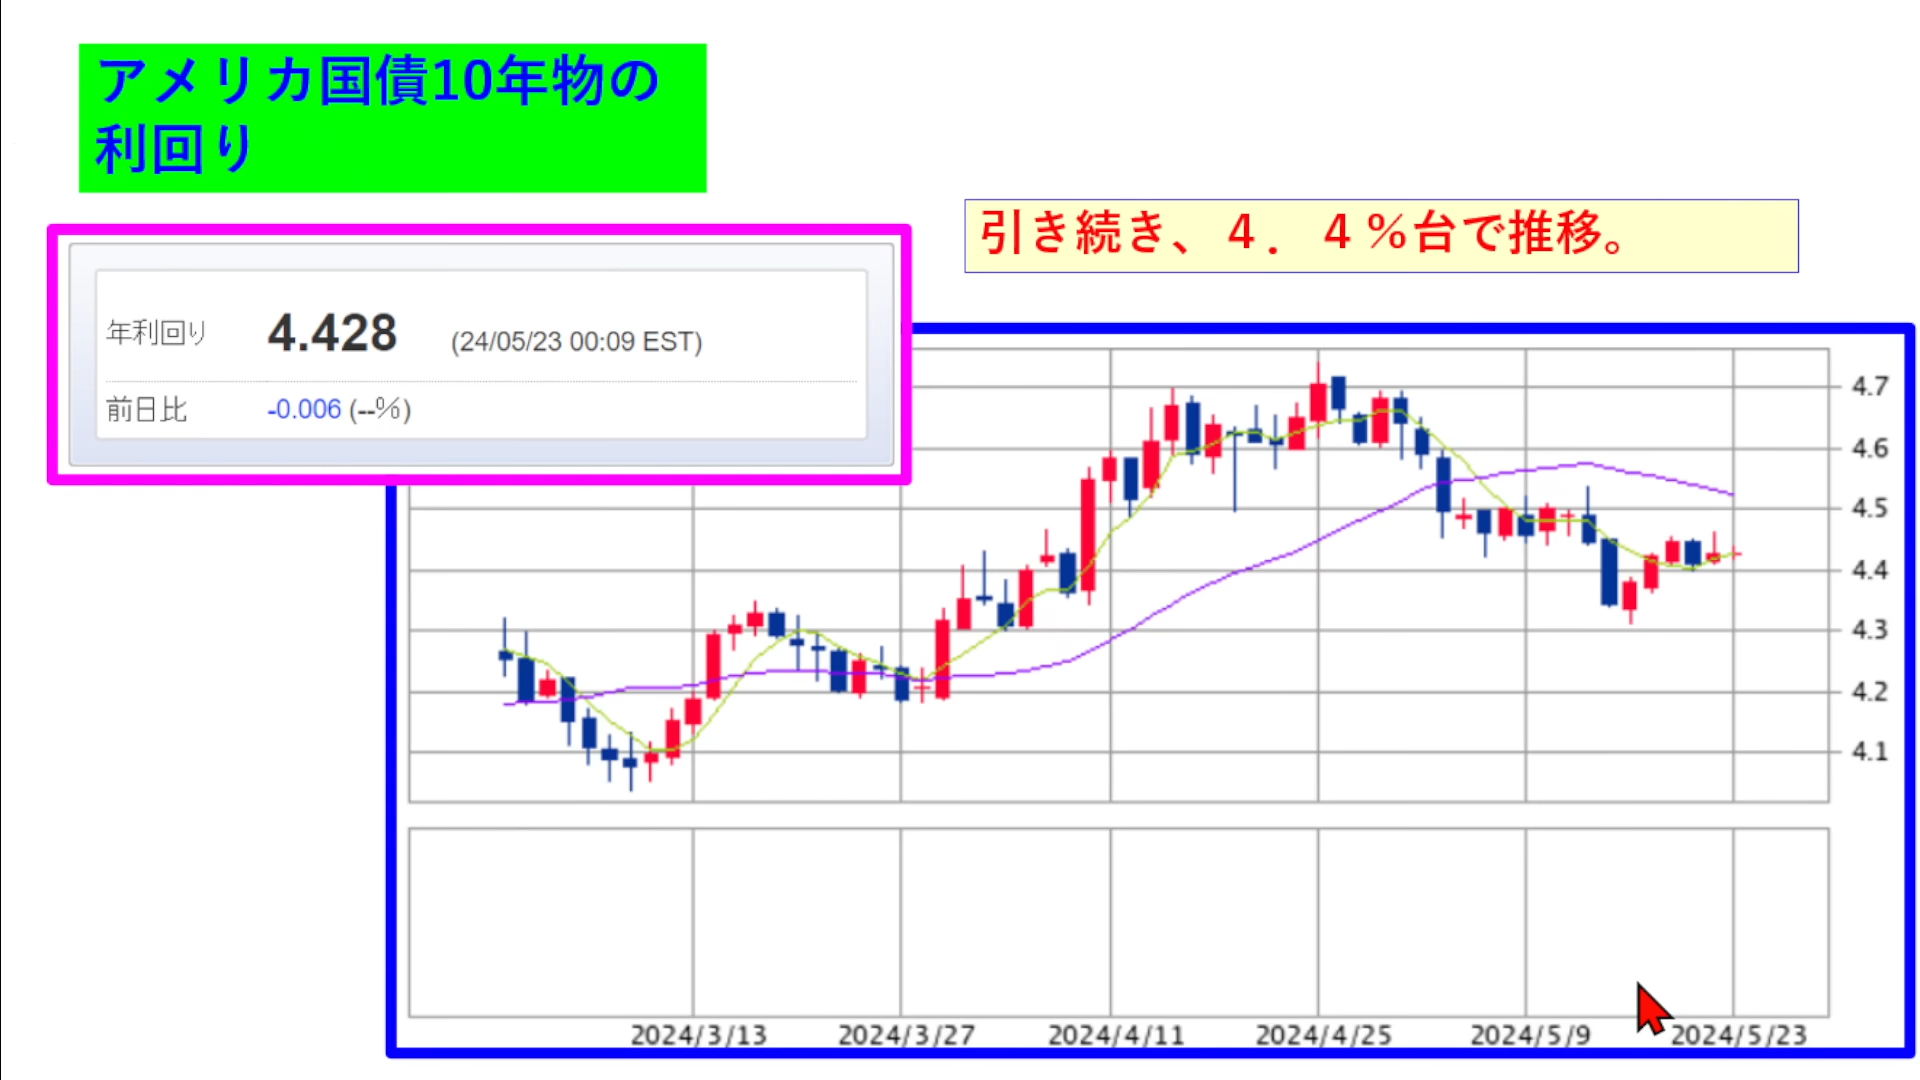 アメリカ国債10年物の
利回り
引き続き、４．４％台で推移。
年利回り 4.428 (24/05/23 00:09 EST)
前日比 -0.006 (--%)
4.7
4.6
4.5
4.4
4.3
4.2
4.1
2024/3/13 2024/3/27 2024/4/11 2024/4/25 2024/5/9 2024/5/23